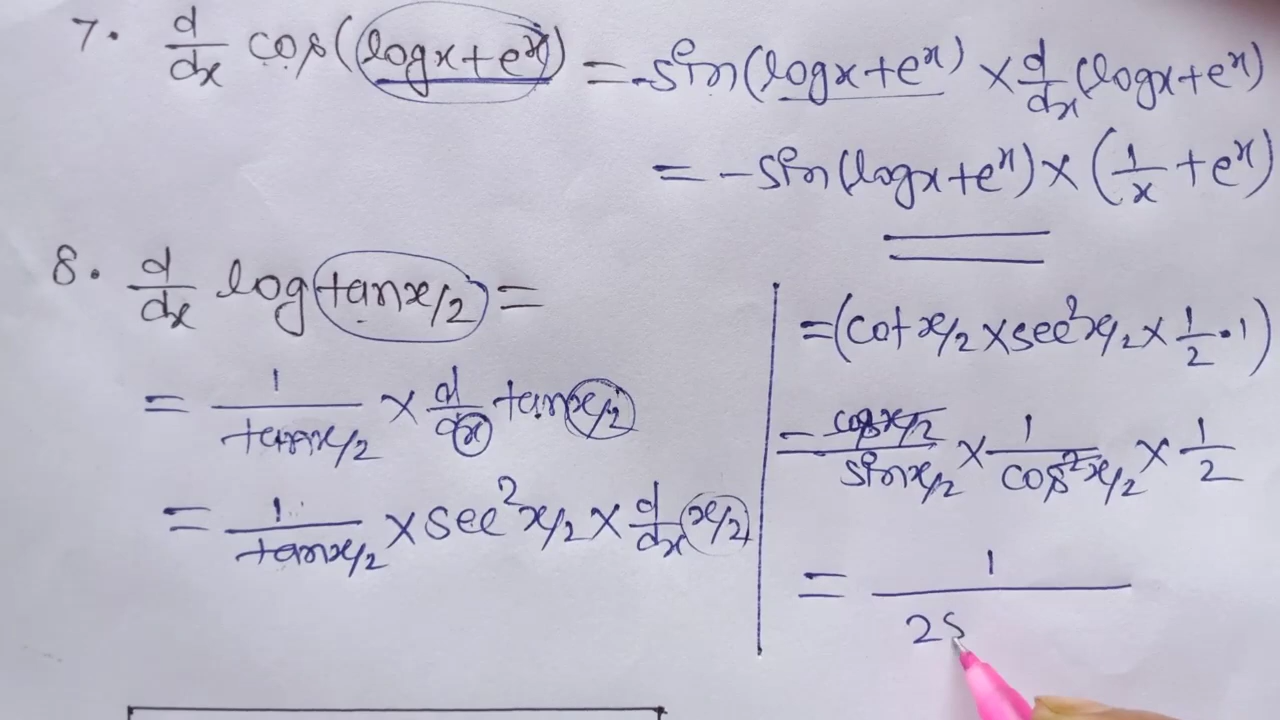 7. d/dx cos(logx+e^x) = -sin(logx+e^x) × d/dx (logx+e^x)
= -sin(logx+e^x) × (1/x + e^x)
8. d/dx log tanx/2 =
= 1/tanx/2 × d/dx tanx/2
= 1/tanx/2 × sec²x/2 × d/dx x/2
= (cotx/2 × sec²x/2 × 1/2 · 1)
= cosx/2/sinx/2 × 1/cos²x/2 × 1/2
= 1/2s